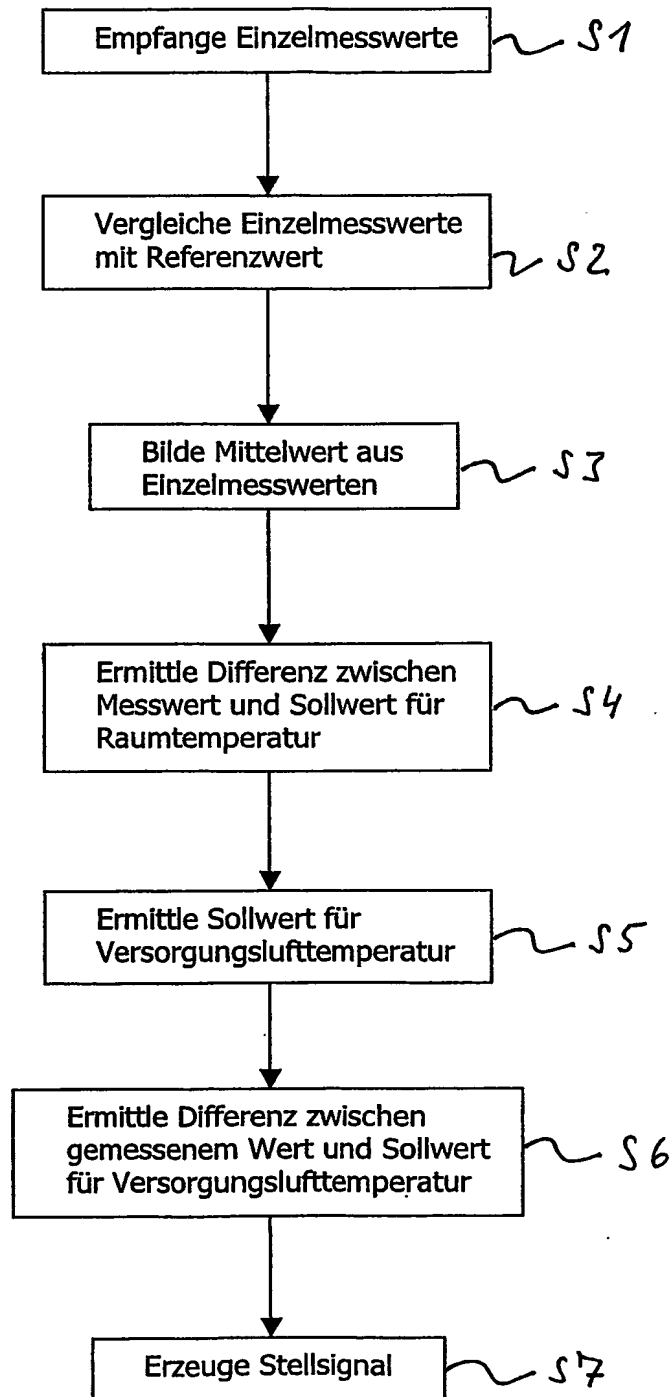 Empfange Einzelmesswerte
S1
Vergleiche Einzelmesswerte
mit Referenzwert
S2
Bilde Mittelwert aus
Einzelmesswerten
S3
Ermittle Differenz zwischen
Messwert und Sollwert für
Raumtemperatur
S4
Ermittle Sollwert für
Versorgungslufttemperatur
S5
Ermittle Differenz zwischen
gemessenem Wert und Sollwert
für Versorgungslufttemperatur
S6
Erzeuge Stellsignal
S7